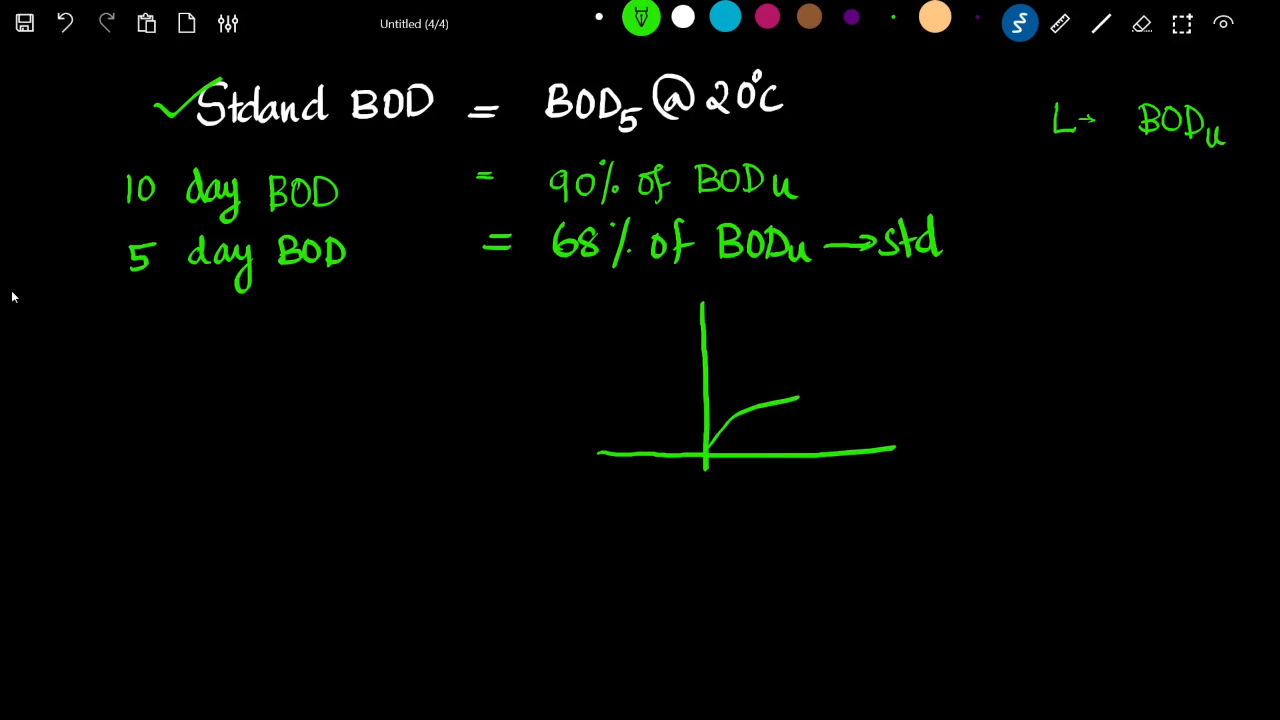 Untitled (4/4)
Stdand BOD = BOD5 @ 20°C
L → BODu
10 day BOD = 90% of BODu
5 day BOD = 68% of BODu → std